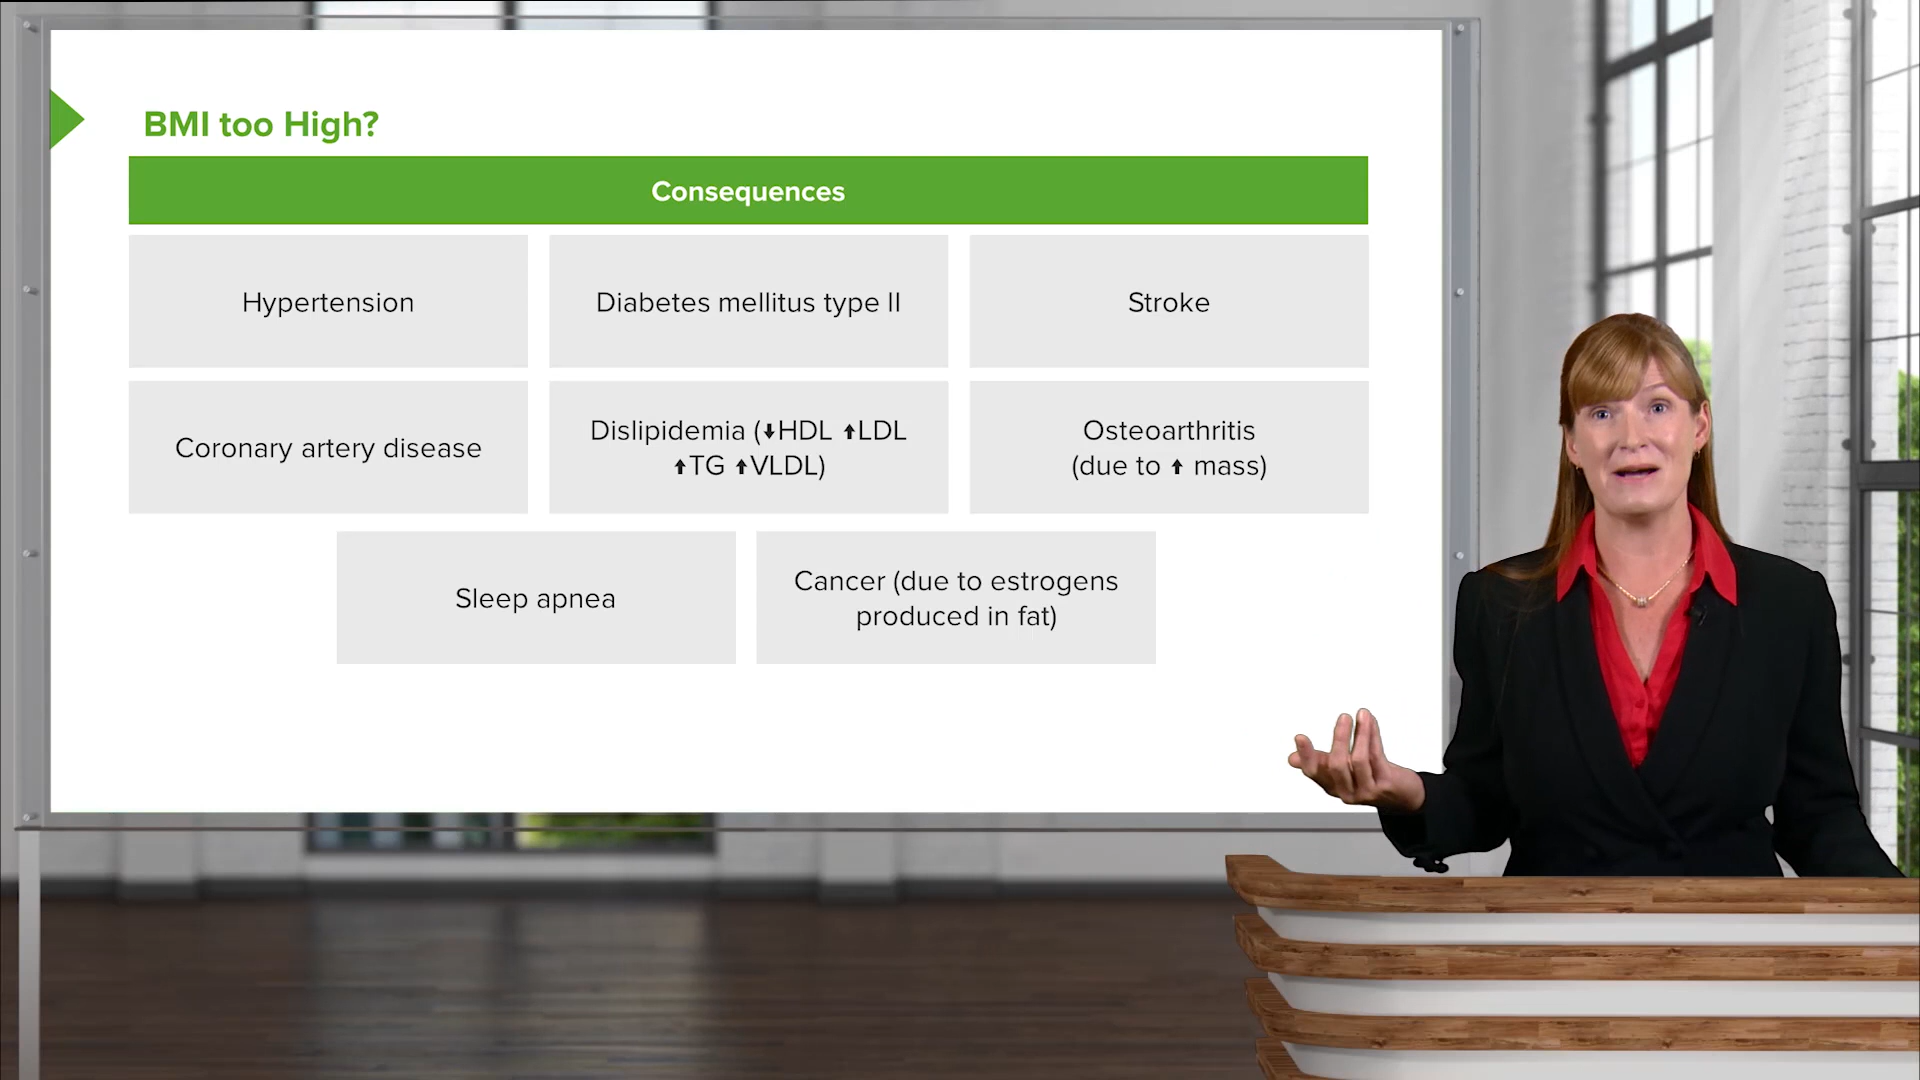 BMI too High?
Consequences
Hypertension
Diabetes mellitus type II
Stroke
Coronary artery disease
Dislipidemia (⬇HDL ⬆LDL
⬆TG ⬆VLDL)
Osteoarthritis
(due to ⬆ mass)
Sleep apnea
Cancer (due to estrogens
produced in fat)